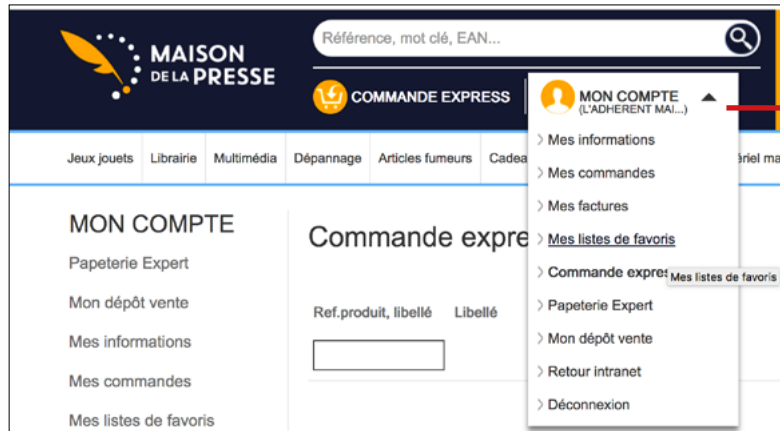 Référence, mot clé, EAN...
MAISON
DE LA PRESSE
COMMANDE EXPRESS
MON COMPTE
(L'ADHERENT MAI...)
Jeux jouets Librairie Multimédia Dépannage Articles fumeurs Cadea
ériel ma
Mes informations
Mes commandes
Mes factures
Mes listes de favoris
Commande expres
Mes listes de favoris
Papeterie Expert
Mon dépôt vente
Retour intranet
Déconnexion
MON COMPTE
Papeterie Expert
Mon dépôt vente
Mes informations
Mes commandes
Mes listes de favoris
Commande expre
Ref.produit, libellé Libellé